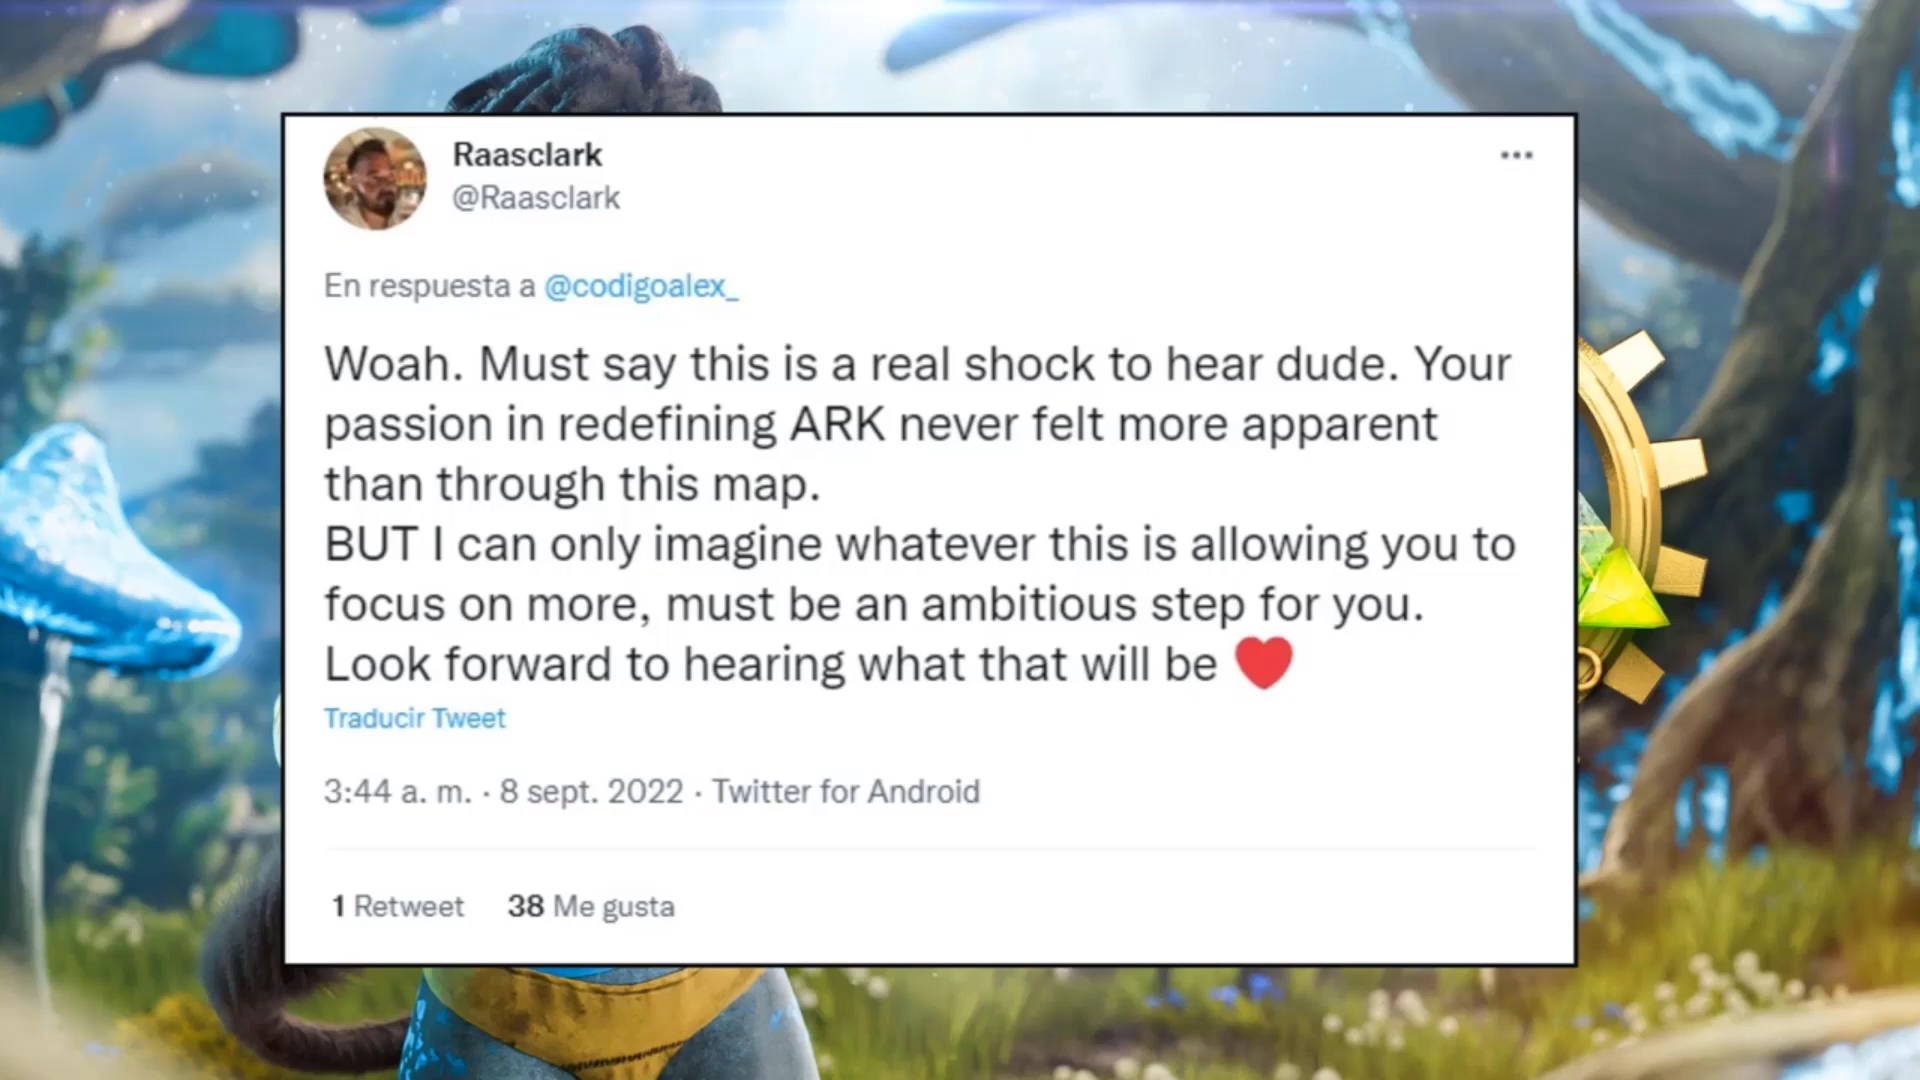 Raasclark
@Raasclark
En respuesta a @codigoalex_
Woah. Must say this is a real shock to hear dude. Your
passion in redefining ARK never felt more apparent
than through this map.
BUT I can only imagine whatever this is allowing you to
focus on more, must be an ambitious step for you.
Look forward to hearing what that will be ❤️
Traducir Tweet
3:44 a. m. · 8 sept. 2022 · Twitter for Android
1 Retweet 38 Me gusta